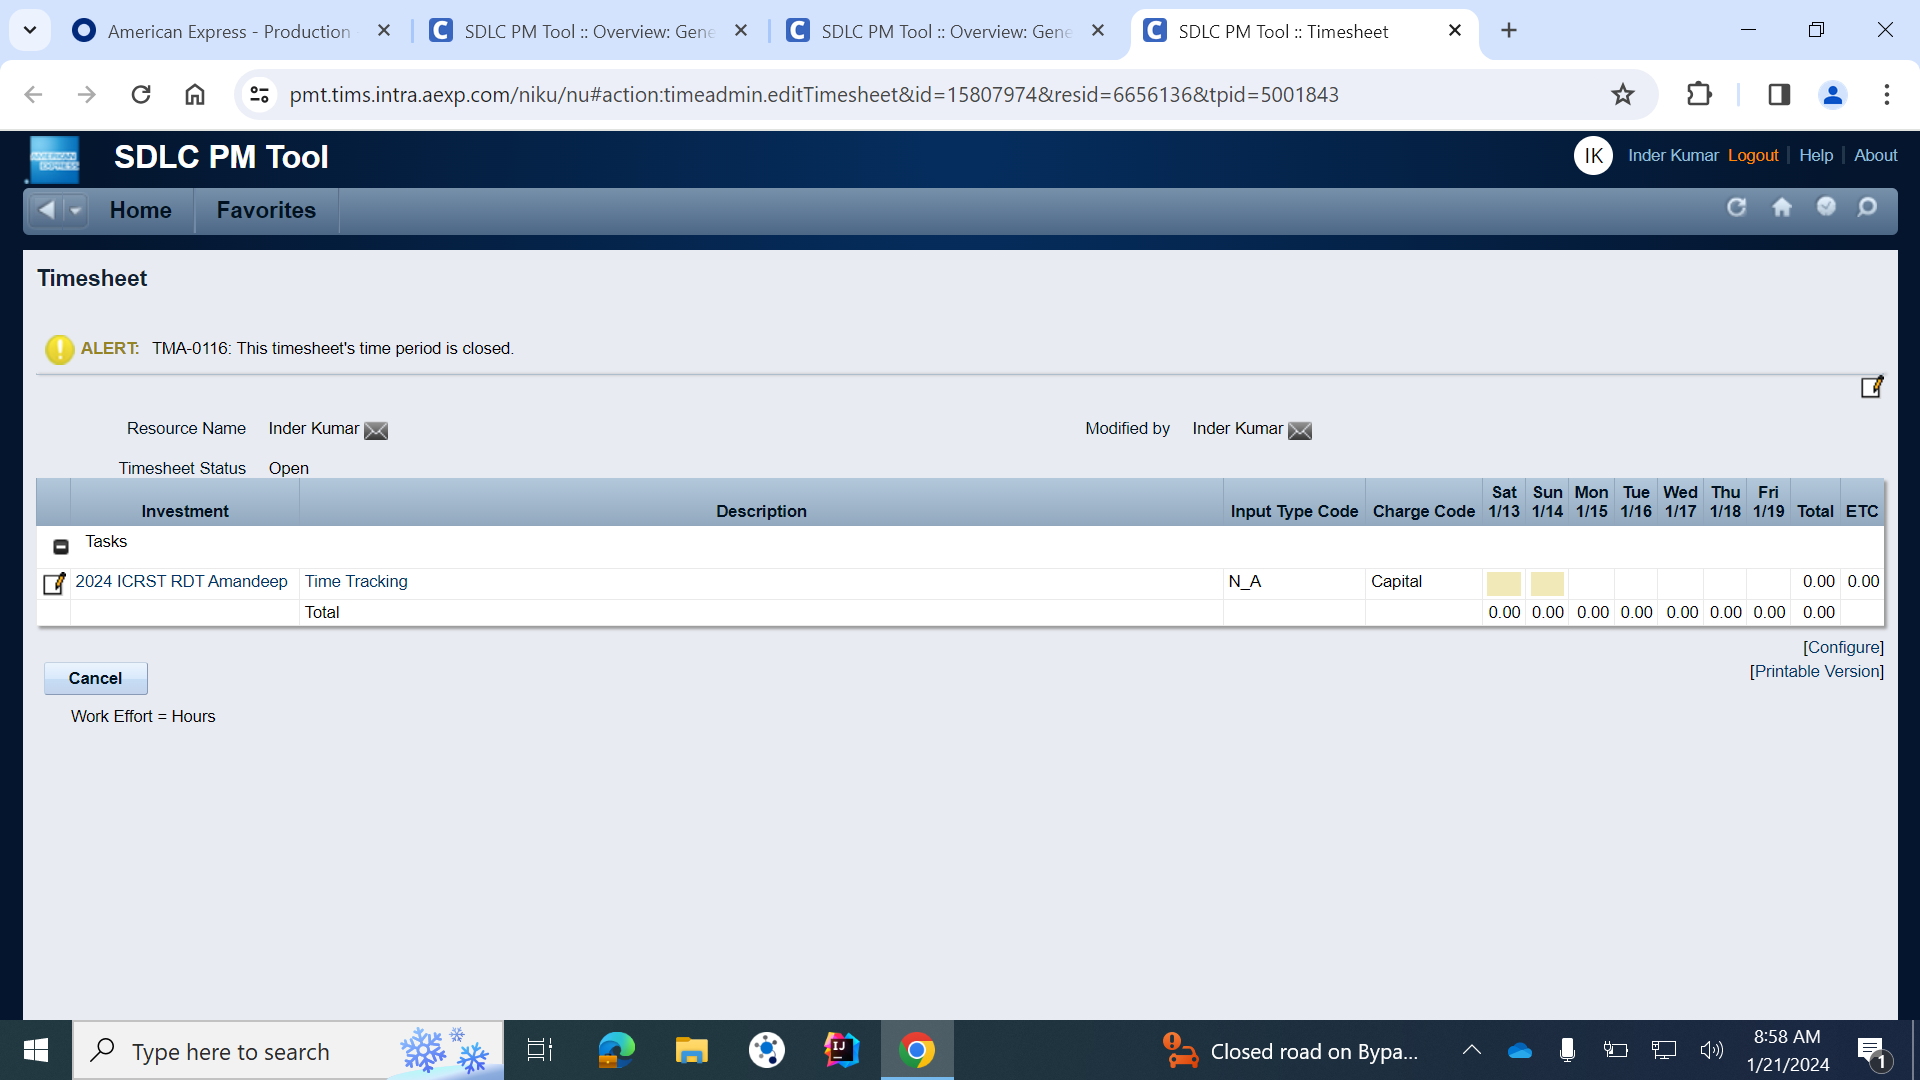 American Express - Production
SDLC PM Tool :: Overview: Gene
SDLC PM Tool :: Overview: Gene
SDLC PM Tool :: Timesheet
pmt.tims.intra.aexp.com/niku/nu#action:timeadmin.editTimesheet&id=15807974&resid=6656136&tpid=5001843
AMERICAN
EXPRESS
SDLC PM Tool
IK Inder Kumar Logout Help About
Home Favorites
Timesheet
ALERT: TMA-0116: This timesheet's time period is closed.
Resource Name Inder Kumar Modified by Inder Kumar
Timesheet Status Open
Investment Description Input Type Code Charge Code Sat 1/13 Sun 1/14 Mon 1/15 Tue 1/16 Wed 1/17 Thu 1/18 Fri 1/19 Total ETC
Tasks
2024 ICRST RDT Amandeep Time Tracking N_A Capital 0.00 0.00
Total 0.00 0.00 0.00 0.00 0.00 0.00 0.00 0.00
[Configure]
Cancel [Printable Version]
Work Effort = Hours
Type here to search
IJ
Closed road on Bypa...
8:58 AM
1/21/2024
1